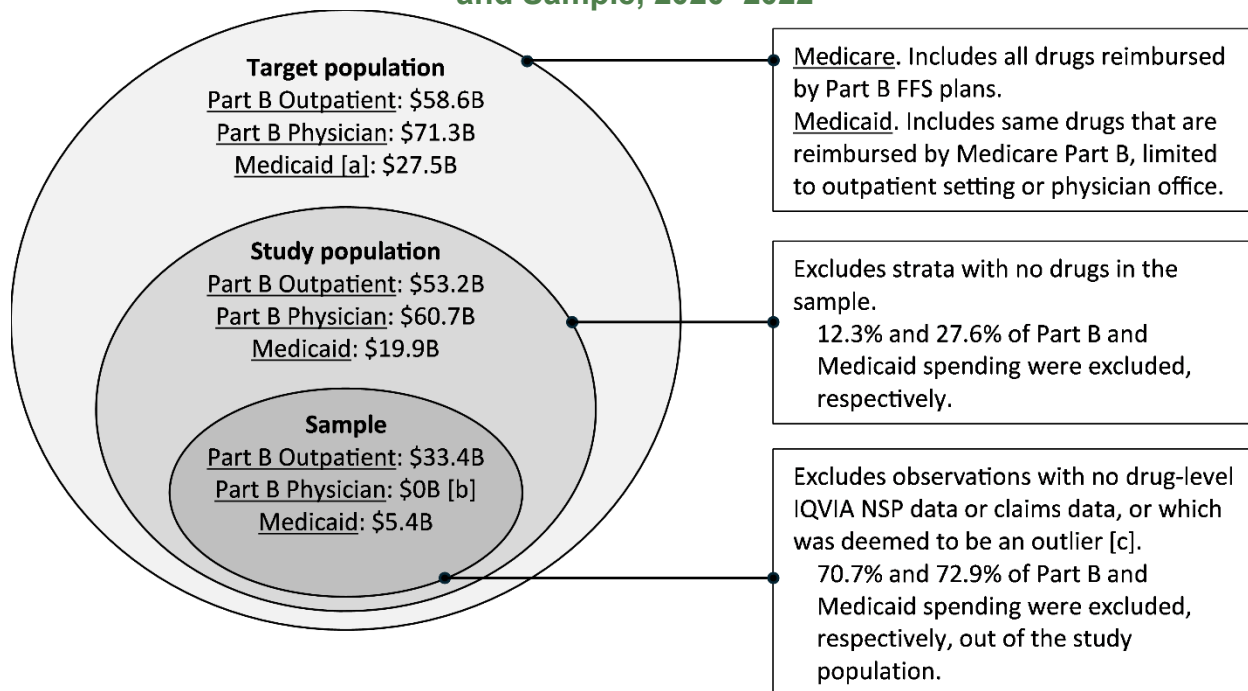 and Sample, 2020–2022
Target population
Part B Outpatient: $58.6B
Part B Physician: $71.3B
Medicaid [a]: $27.5B
Study population
Part B Outpatient: $53.2B
Part B Physician: $60.7B
Medicaid: $19.9B
Sample
Part B Outpatient: $33.4B
Part B Physician: $0B [b]
Medicaid: $5.4B
Medicare. Includes all drugs reimbursed
by Part B FFS plans.
Medicaid. Includes same drugs that are
reimbursed by Medicare Part B, limited
to outpatient setting or physician office.
Excludes strata with no drugs in the
sample.
12.3% and 27.6% of Part B and
Medicaid spending were excluded,
respectively.
Excludes observations with no drug-level
IQVIA NSP data or claims data, or which
was deemed to be an outlier [c].
70.7% and 72.9% of Part B and
Medicaid spending were excluded,
respectively, out of the study
population.